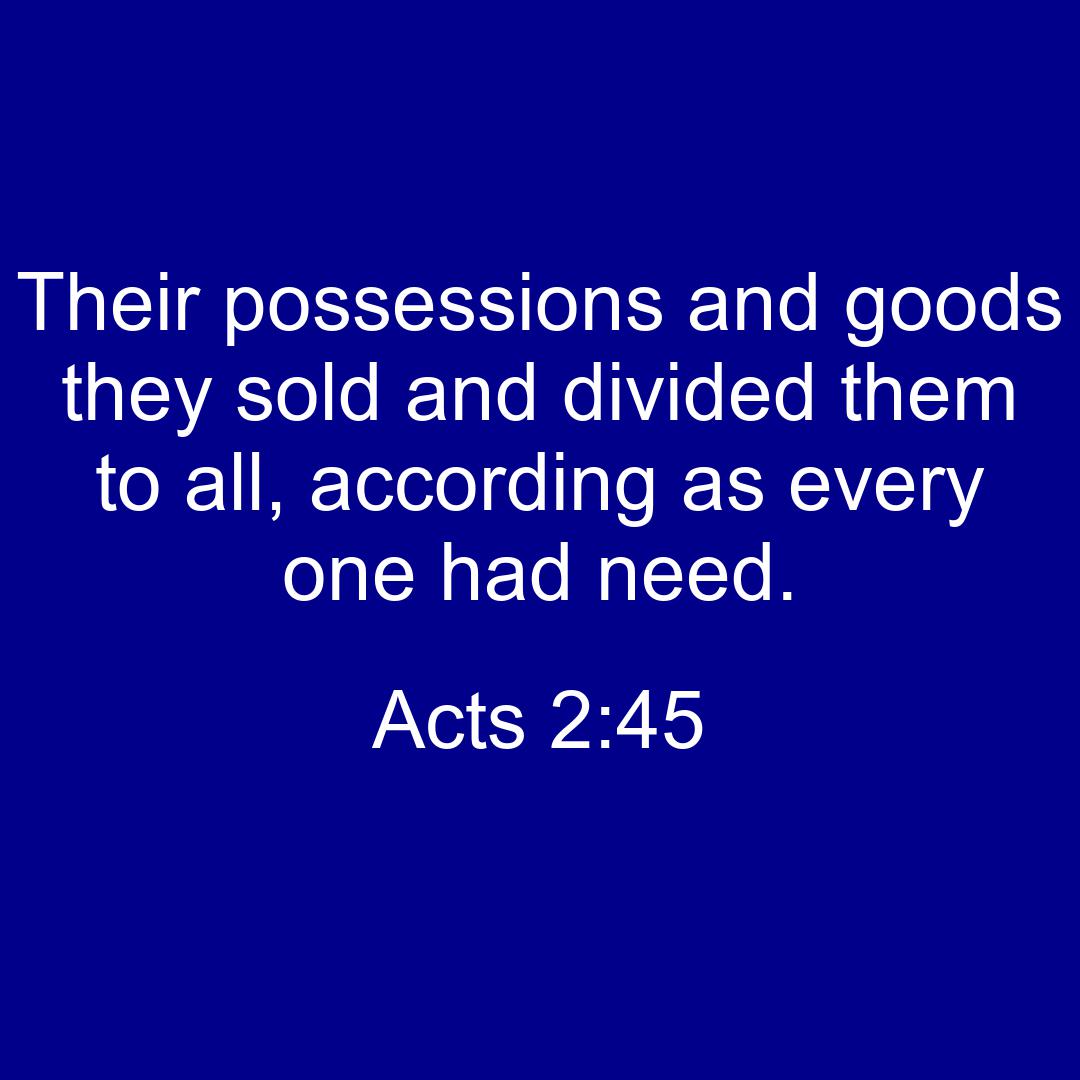 Their possessions and goods
they sold and divided them
to all, according as every
one had need.
Acts 2:45